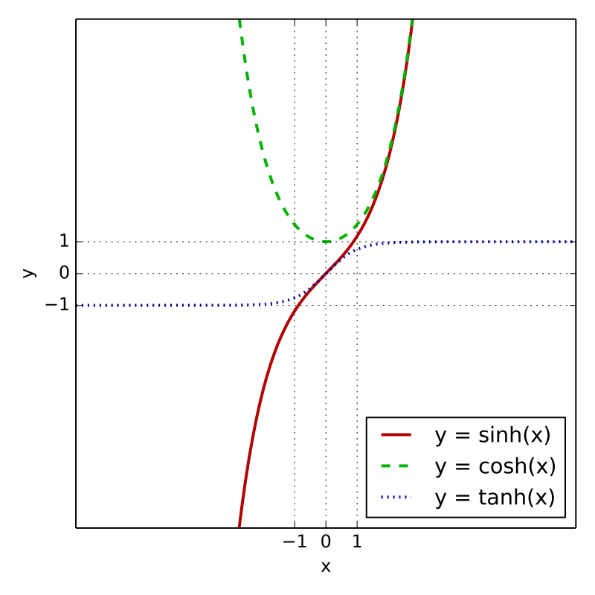 1
0
−1
y
y = sinh(x)
y = cosh(x)
y = tanh(x)
−1 0 1
x